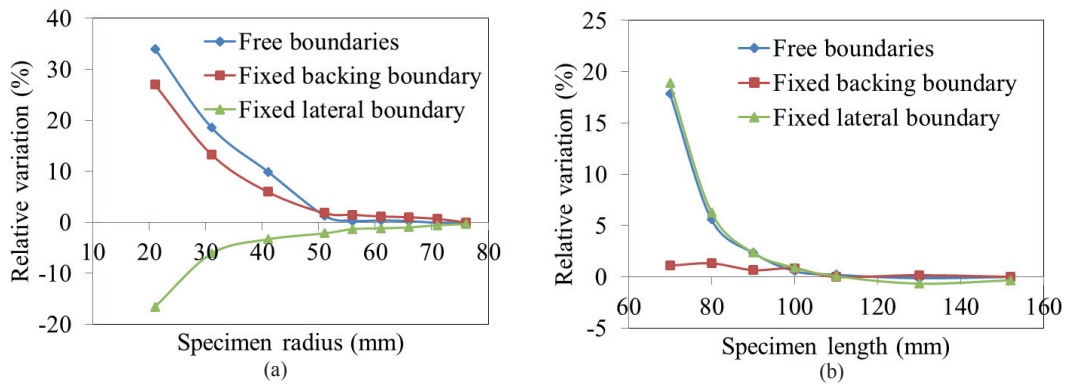 40
30
20
10
0
-10
-20
10 20 30 40 50 60 70 80
Relative variation (%)
Specimen radius (mm)
Free boundaries
Fixed backing boundary
Fixed lateral boundary
(a)
25
20
15
10
5
0
-5
60 80 100 120 140 160
Relative variation (%)
Specimen length (mm)
Free boundaries
Fixed backing boundary
Fixed lateral boundary
(b)